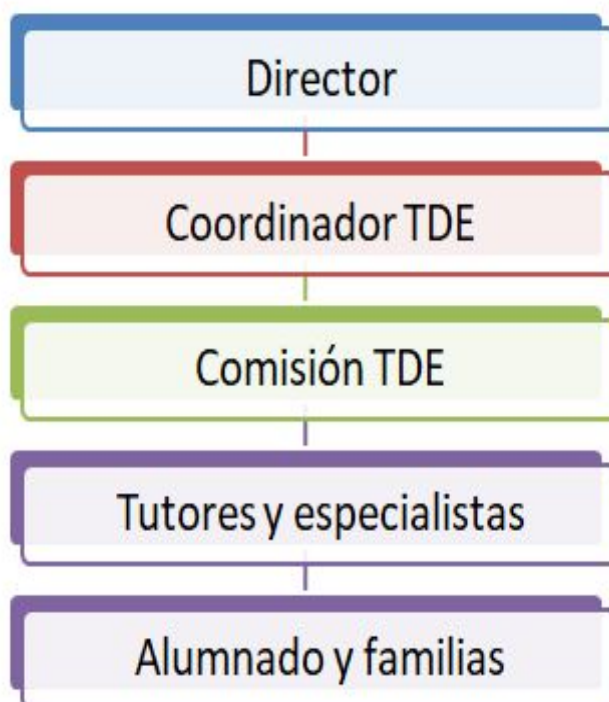 Director
Coordinador TDE
Comisión TDE
Tutores y especialistas
Alumnado y familias